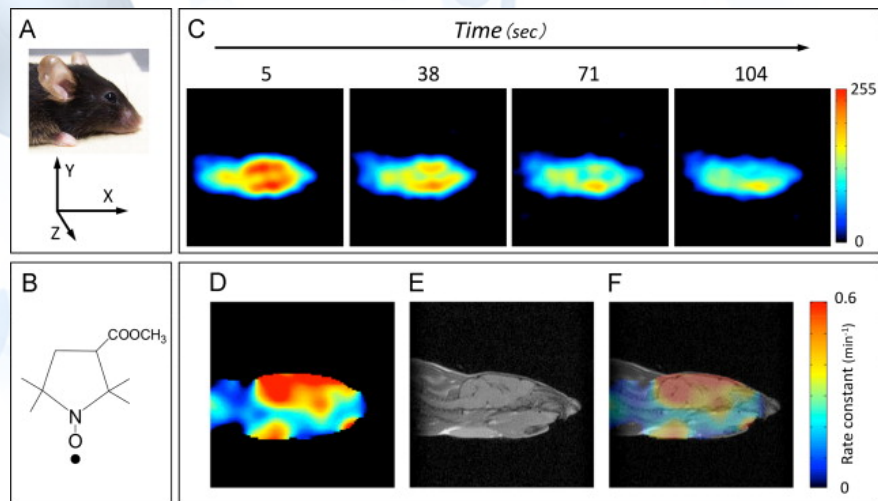 A
Y
X
Z
B
COOCH3
N
O
C
Time (sec)
5 38 71 104
255
0
D E F
0.6
Rate constant (min-1)
0